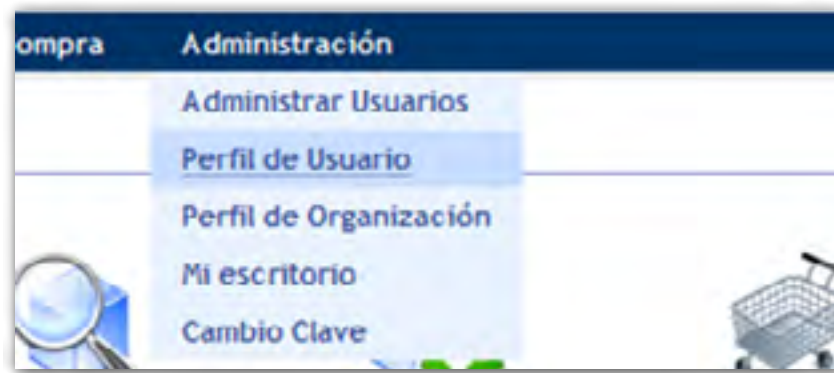 ompra Administración
Administrar Usuarios
Perfil de Usuario
Perfil de Organización
Mi escritorio
Cambio Clave